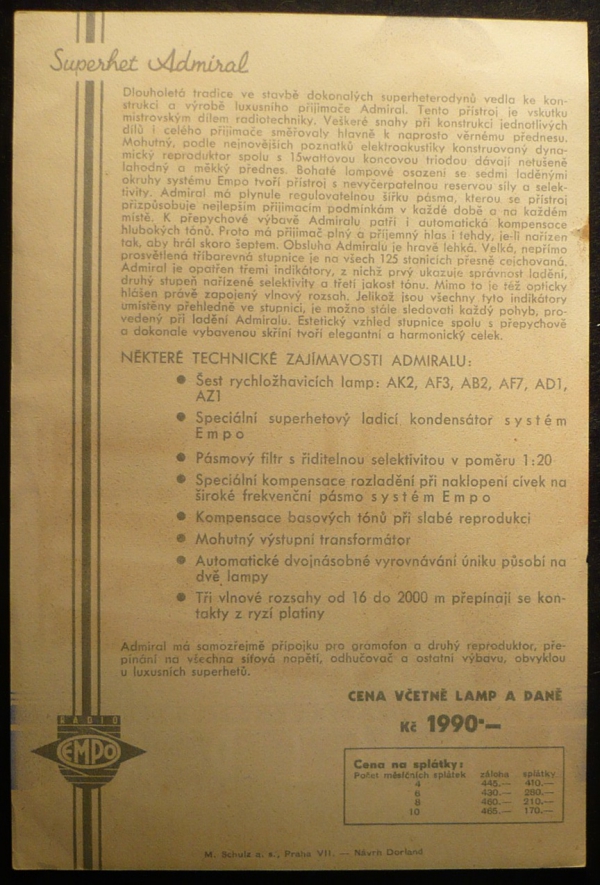 Superhet Admiral
Dlouholetá tradice ve stavbě dokonalých superheterodynů vedla ke kon-
strukci a výrobě luxusního přijimače Admiral. Tento přístroj je vskutku
mistrovským dílem radiotechniky. Veškeré snahy při konstrukci jednotlivých
dílů i celého přijimače směřovaly hlavně k naprosto věrnému přednesu.
Mohutný, podle nejnovějších poznatků elektroakustiky konstruovaný dyna-
mický reproduktor spolu s 15wattovou koncovou triodou dávají netušeně
lahodný a měkký přednes. Bohaté lampové osazení se sedmi laděnými
okruhy systému Empo tvoří přístroj s nevyčerpatelnou reservou síly a selek-
tivity. Admiral má plynule regulovatelnou šířku pásma, kterou se přístroj
přizpůsobuje nejlepším přijimacím podmínkám v každé době a na každém
místě. K přepychové výbavě Admiralu patří i automatická kompensace
hlubokých tónů. Proto má přijimač plný a příjemný hlas i tehdy, je-li nařízen
tak, aby hrál skoro šeptem. Obsluha Admiralu je hravě lehká. Velká, nepřímo
prosvětlená tříbarevná stupnice je na všech 125 stanicích přesně cejchovaná.
Admiral je opatřen třemi indikátory, z nichž prvý ukazuje správnost ladění,
druhý stupeň nařízené selektivity a třetí jakost tónu. Mimo to je též opticky
hlášen právě zapojený vlnový rozsah. Jelikož jsou všechny tyto indikátory
umístěny přehledně ve stupnici, je možno stále sledovati každý pohyb, pro-
vedený při ladění Admiralu. Estetický vzhled stupnice spolu s přepychově
a dokonale vybavenou skříní tvoří elegantní a harmonický celek.
NĚKTERÉ TECHNICKÉ ZAJÍMAVOSTI ADMIRALU:
● Šest rychložhavicích lamp: AK2, AF3, AB2, AF7, AD1,
AZ1
● Speciální superhetový ladicí kondensátor systém
Empo
● Pásmový filtr s řiditelnou selektivitou v poměru 1:20
● Speciální kompensace rozladění při naklopení cívek na
široké frekvenční pásmo systém Empo
● Kompensace basových tónů při slabé reprodukci
● Mohutný výstupní transformátor
● Automatické dvojnásobné vyrovnávání úniku působí na
dvě lampy
● Tři vlnové rozsahy od 16 do 2000 m přepínají se kon-
takty z ryzí platiny
Admiral má samozřejmě přípojku pro gramofon a druhý reproduktor, pře-
pínání na všechna síťová napětí, odhučovač a ostatní výbavu, obvyklou
u luxusních superhetů.
CENA VČETNĚ LAMP A DANĚ
Kč 1990·—
RADIO
EMPO
Cena na splátky:
Počet měsíčních splátek záloha splátky
4 445.— 410.—
6 430.— 280.—
8 460.— 210.—
10 465.— 170.—
M. Schulz a. s., Praha VII. — Návrh Dorland